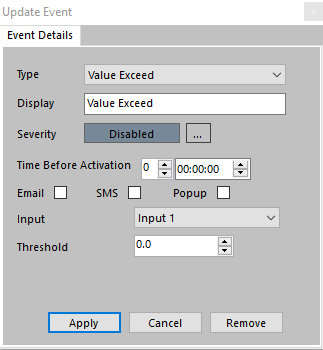 Update Event
x
Event Details
Type Value Exceed
Display Value Exceed
Severity Disabled ...
Time Before Activation 0 00:00:00
Email SMS Popup
Input Input 1
Threshold 0.0
Apply Cancel Remove